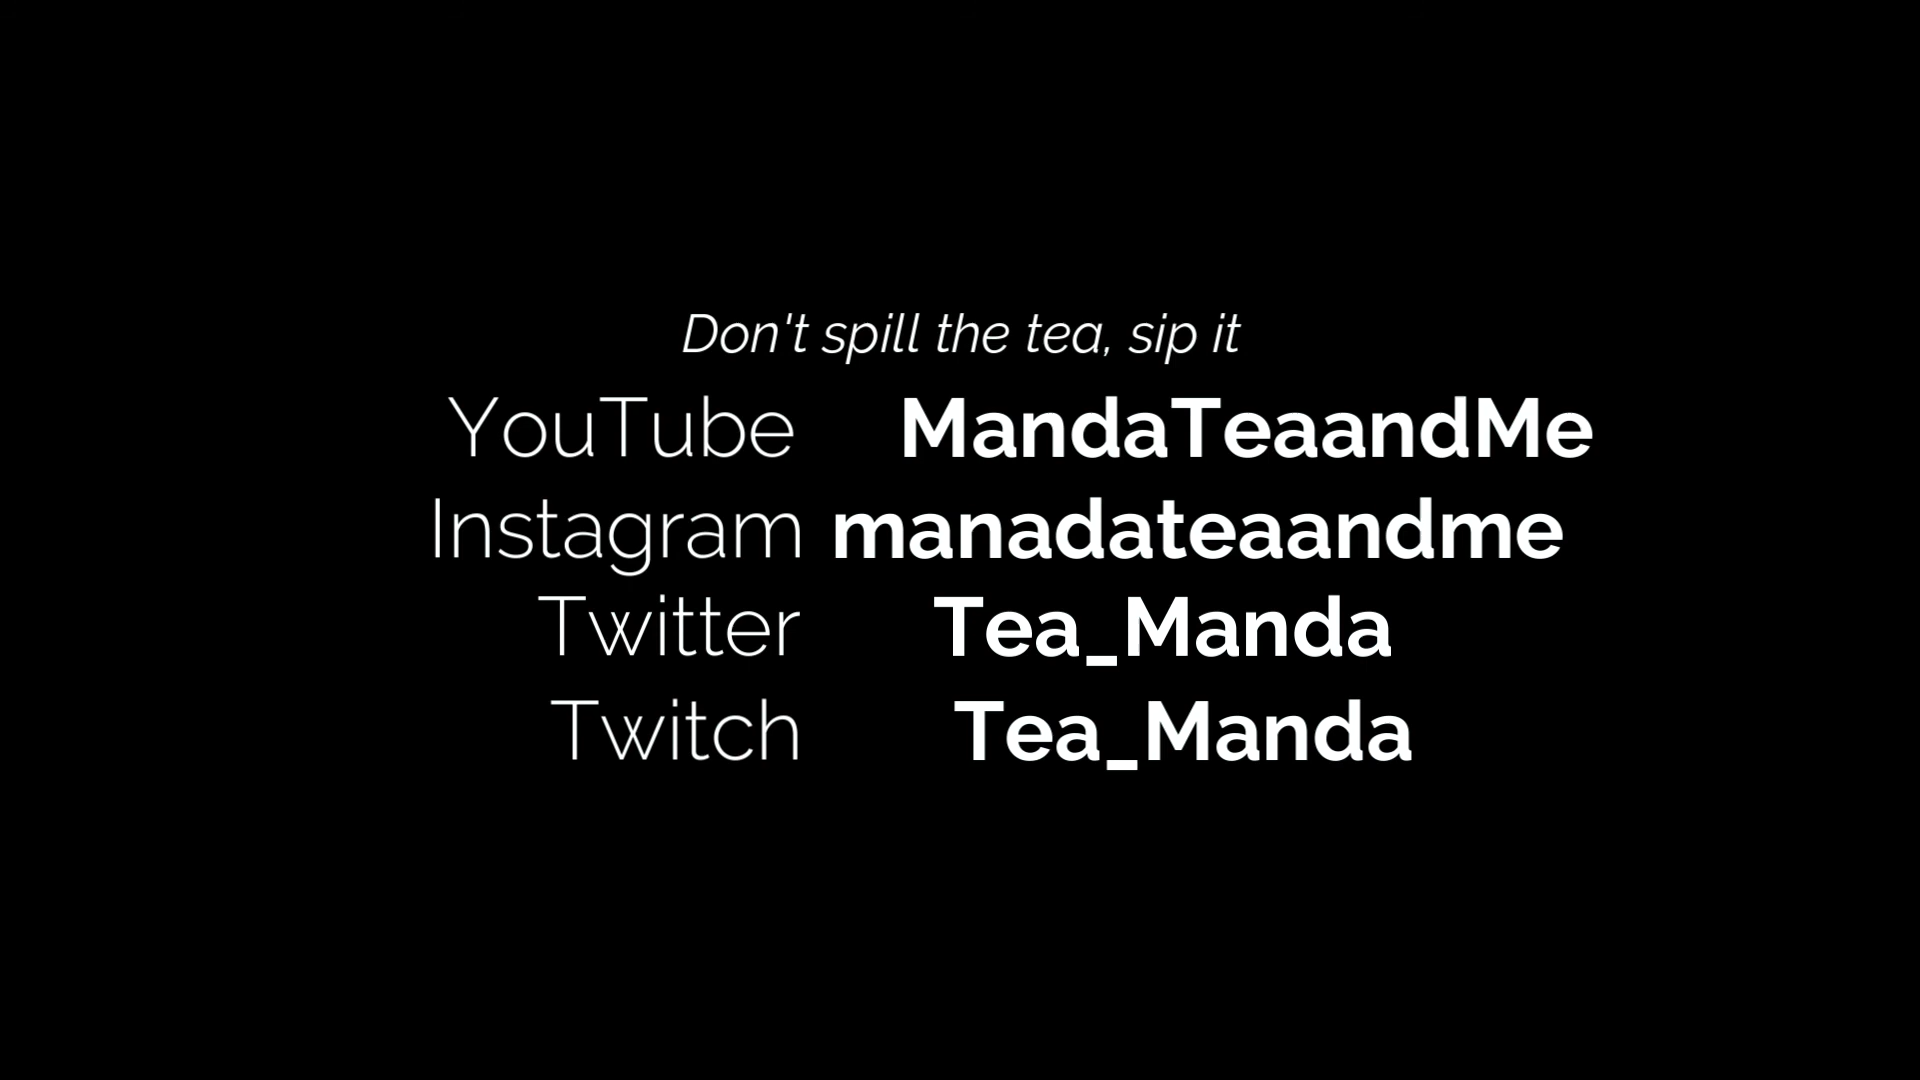 Don't spill the tea, sip it
YouTube MandaTeaandMe
Instagram manadateaandme
Twitter Tea_Manda
Twitch Tea_Manda